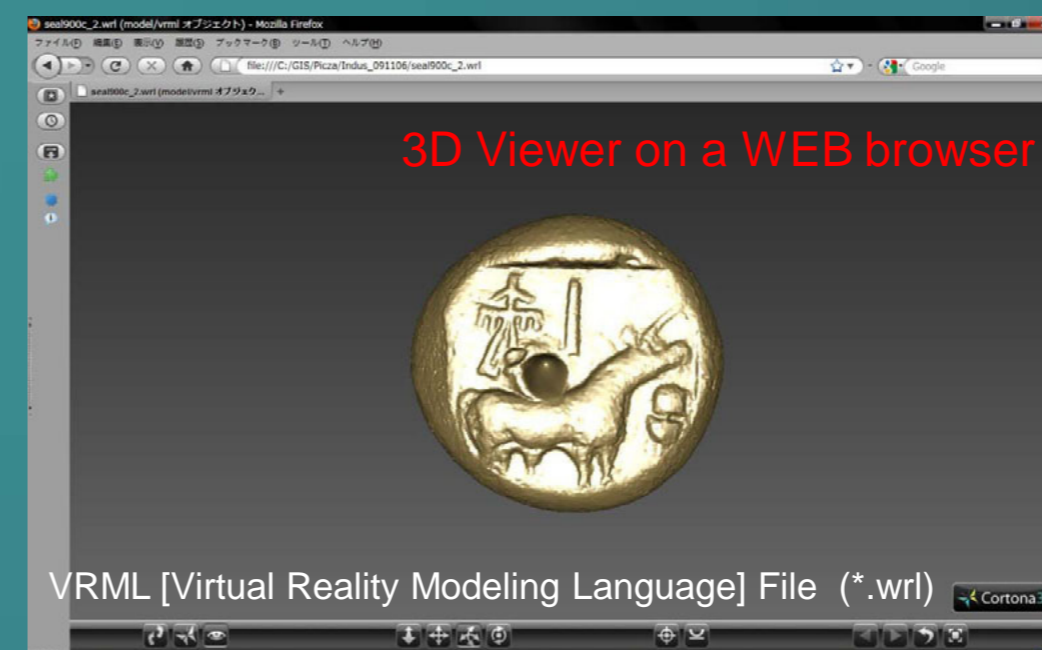 seal900c_2.wrl (model/vrml オブジェクト) - Mozilla Firefox
ファイル(F) 編集(E) 表示(V) 履歴(S) ブックマーク(B) ツール(T) ヘルプ(H)
file:///C:/GIS/Picza/Indus_091106/seal900c_2.wrl
Google
seal900c_2.wrl (model/vrml オブジェク...
3D Viewer on a WEB browser
VRML [Virtual Reality Modeling Language] File (*.wrl)
Cortona3